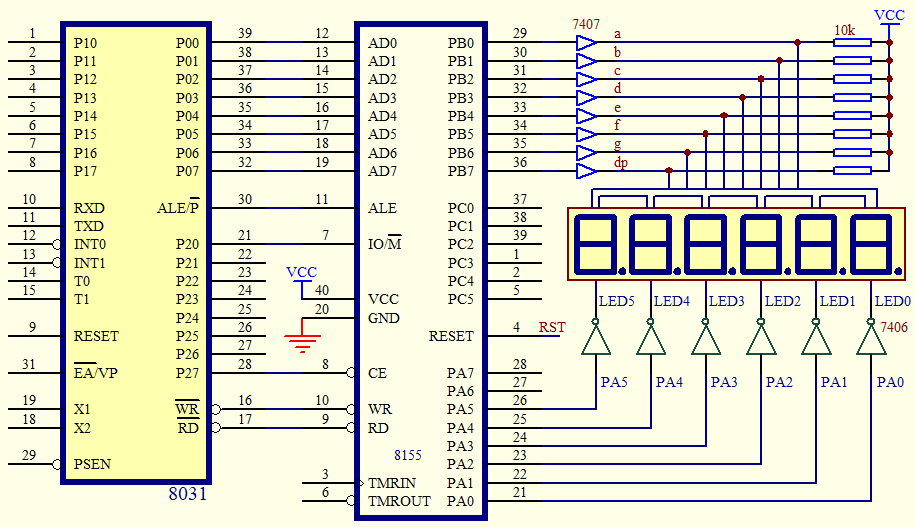 7407
VCC
1 P10 P00 39 12 AD0 PB0 29 a 10k
2 P11 P01 38 13 AD1 PB1 30 b
3 P12 P02 37 14 AD2 PB2 31 c
4 P13 P03 36 15 AD3 PB3 32 d
5 P14 P04 35 16 AD4 PB4 33 e
6 P15 P05 34 17 AD5 PB5 34 f
7 P16 P06 33 18 AD6 PB6 35 g
8 P17 P07 32 19 AD7 PB7 36 dp
10 RXD ALE/P̅ 30 11 ALE PC0 37
11 TXD PC1 38
12 INT0 P20 21 7 IO/M̅ PC2 39
13 INT1 P21 22 PC3 1
14 T0 P22 23 VCC PC4 2
15 T1 P23 24 40 VCC PC5 5
P24 25 20 GND
LED5 LED4 LED3 LED2 LED1 LED0
9 RESET P25 26 RESET 4 RST 7406
P26 27
31 E̅A̅/VP P27 28 8 CE PA7 28
PA6 27
PA5 PA4 PA3 PA2 PA1 PA0
19 X1 W̅R̅ 16 10 WR PA5 26
18 X2 R̅D̅ 17 9 RD PA4 25
PA3 24
8155
29 PSEN PA2 23
3 TMRIN PA1 22
6 TMROUT PA0 21
8031